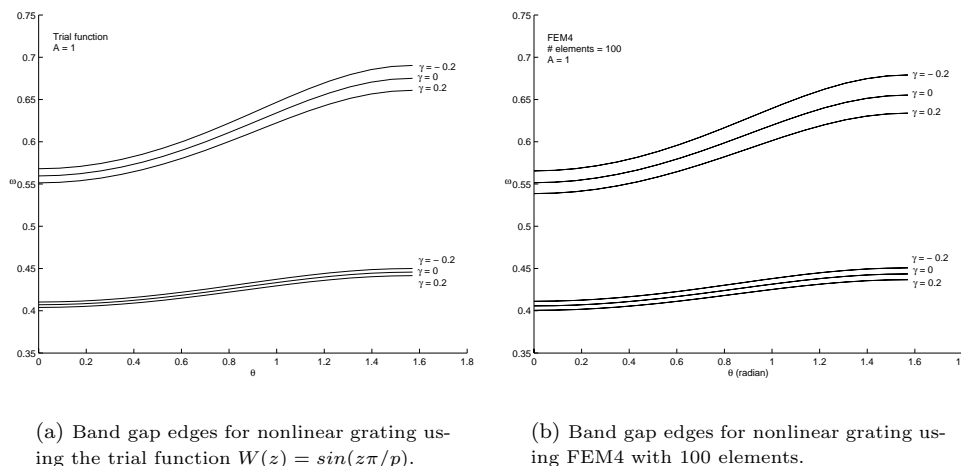 0.75
Trial function
A = 1
0.7
γ = − 0.2
γ = 0
0.65
γ = 0.2
0.6
ω
0.55
0.5
0.45
γ = − 0.2
γ = 0
γ = 0.2
0.4
0.35
0 0.2 0.4 0.6 0.8 1 1.2 1.4 1.6 1.8
θ
(a) Band gap edges for nonlinear grating us-
ing the trial function W(z) = sin(zπ/p).
0.75
FEM4
# elements = 100
A = 1
0.7
γ = − 0.2
γ = 0
0.65
γ = 0.2
0.6
ω
0.55
0.5
0.45
γ = − 0.2
γ = 0
γ = 0.2
0.4
0.35
0 0.2 0.4 0.6 0.8 1 1.2 1.4 1.6 1.8
θ (radian)
(b) Band gap edges for nonlinear grating us-
ing FEM4 with 100 elements.